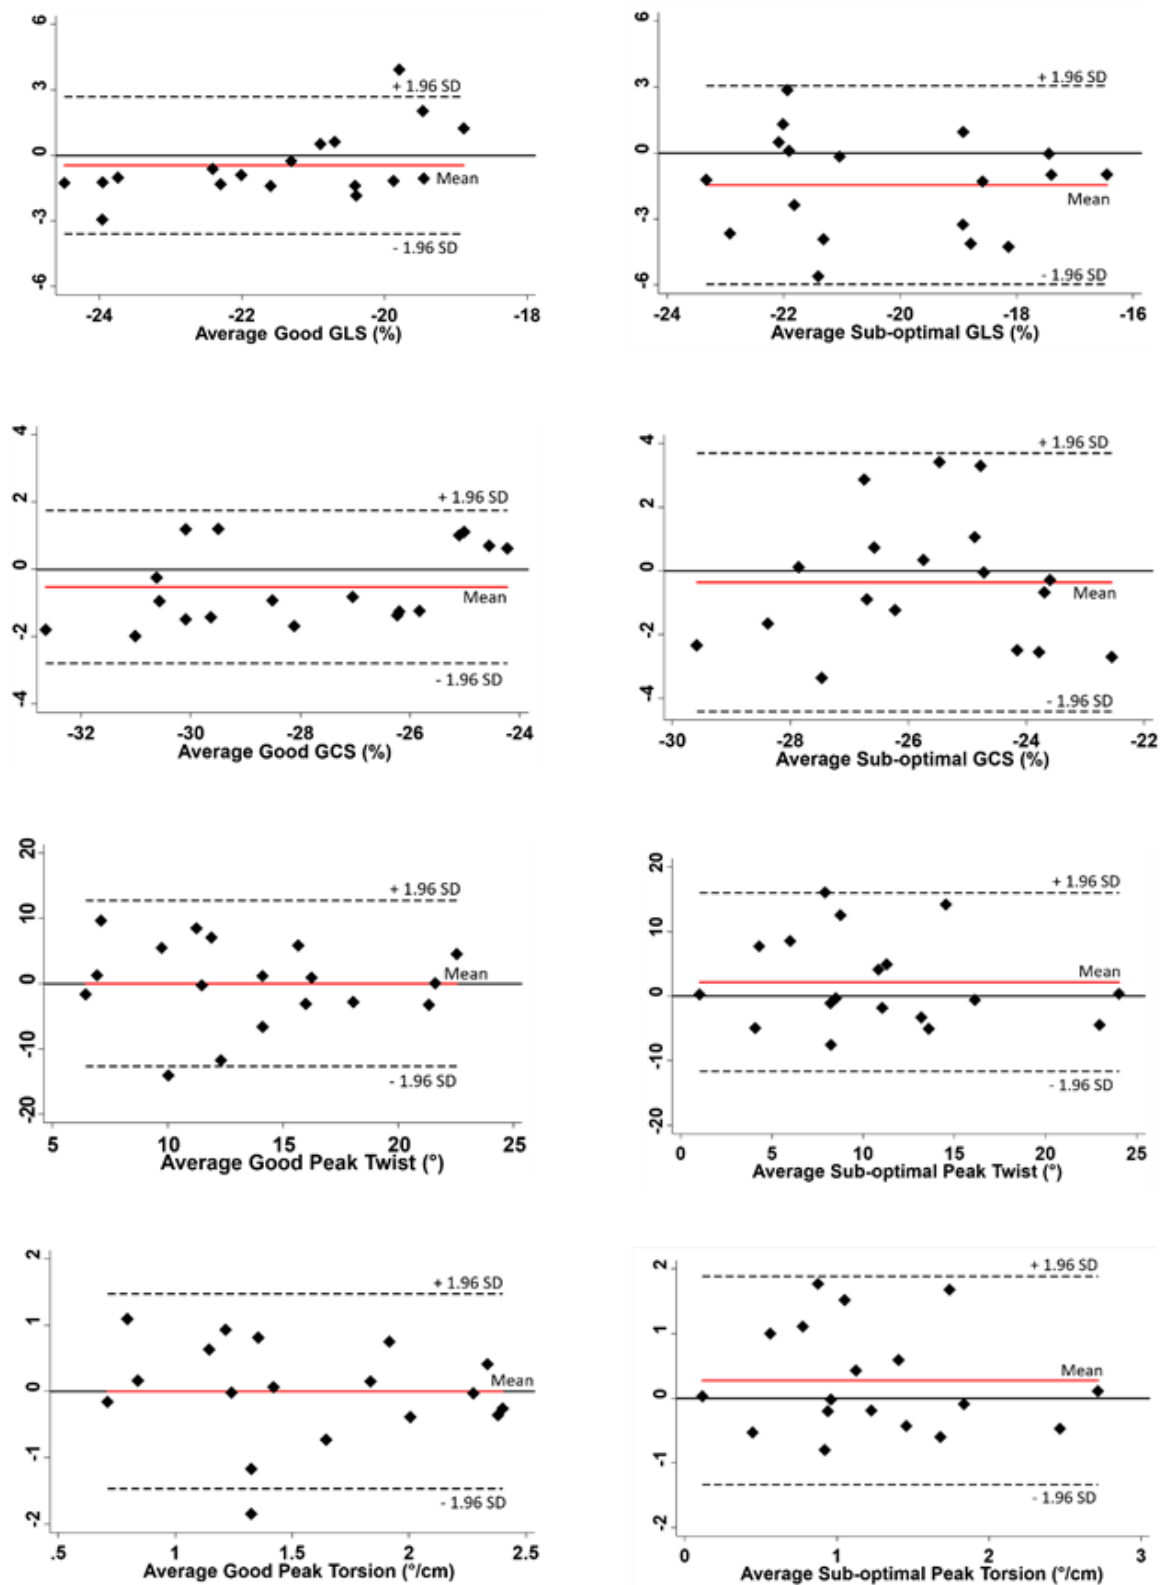 6
3
0
-3
-6
+ 1.96 SD
Mean
- 1.96 SD
-24 -22 -20 -18
Average Good GLS (%)
6
3
0
-3
-6
+ 1.96 SD
Mean
- 1.96 SD
-24 -22 -20 -18 -16
Average Sub-optimal GLS (%)
4
2
0
-2
-4
+ 1.96 SD
Mean
- 1.96 SD
-32 -30 -28 -26 -24
Average Good GCS (%)
4
2
0
-2
-4
+ 1.96 SD
Mean
- 1.96 SD
-30 -28 -26 -24 -22
Average Sub-optimal GCS (%)
20
10
0
-10
-20
+ 1.96 SD
Mean
- 1.96 SD
5 10 15 20 25
Average Good Peak Twist (°)
20
10
0
-10
-20
+ 1.96 SD
Mean
- 1.96 SD
0 5 10 15 20 25
Average Sub-optimal Peak Twist (°)
2
1
0
-1
-2
+ 1.96 SD
Mean
- 1.96 SD
.5 1 1.5 2 2.5
Average Good Peak Torsion (°/cm)
2
1
0
-1
-2
+ 1.96 SD
Mean
- 1.96 SD
0 1 2 3
Average Sub-optimal Peak Torsion (°/cm)